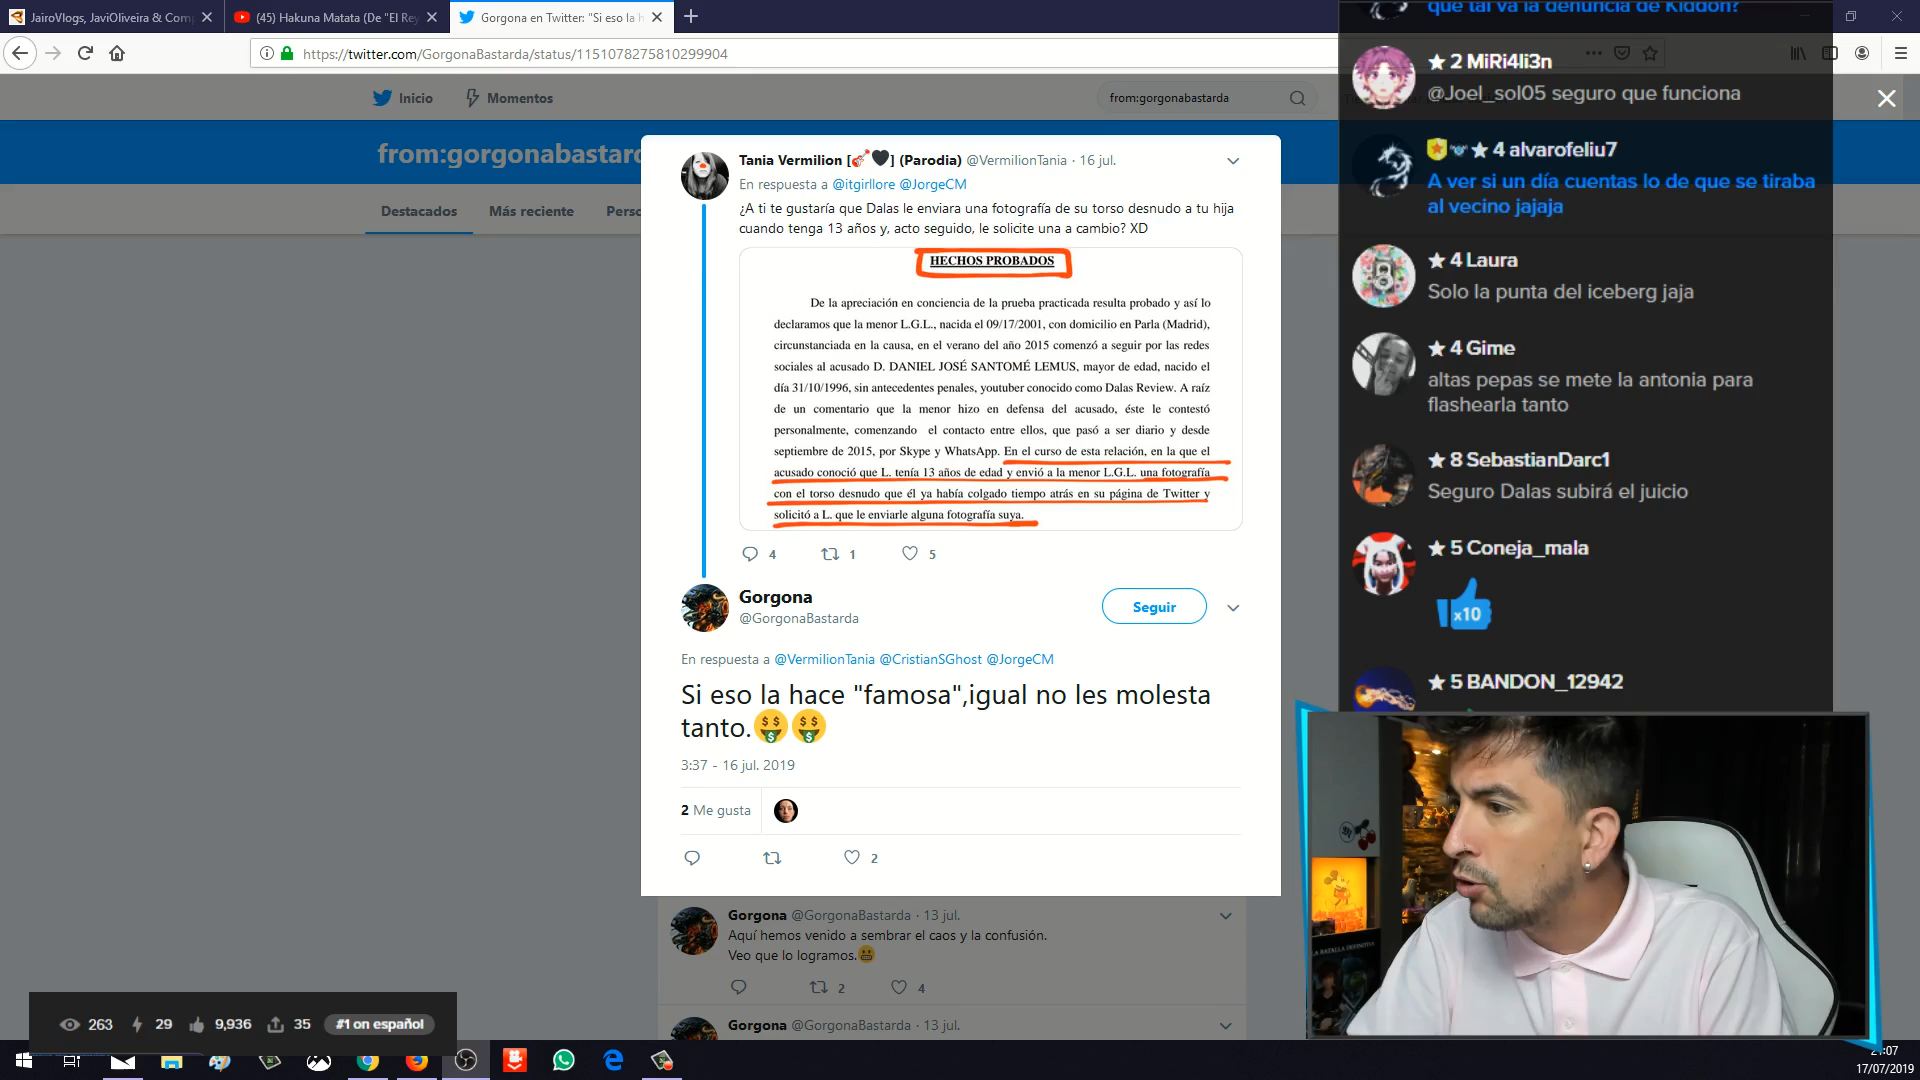 JairoVlogs, JaviOliveira & Com
(45) Hakuna Matata (De "El Rey
Gorgona en Twitter: "Si eso la h
https://twitter.com/GorgonaBastarda/status/1151078275810299904
Inicio
Momentos
from:gorgonabastarda
from:gorgonabastard
Destacados
Más reciente
Perso
Tania Vermilion [🎸🖤] (Parodia) @VermilionTania · 16 jul.
En respuesta a @itgirllore @JorgeCM
¿A ti te gustaría que Dalas le enviara una fotografía de su torso desnudo a tu hija
cuando tenga 13 años y, acto seguido, le solicite una a cambio? XD
HECHOS PROBADOS
De la apreciación en conciencia de la prueba practicada resulta probado y así lo
declaramos que la menor L.G.L., nacida el 09/17/2001, con domicilio en Parla (Madrid),
circunstanciada en la causa, en el verano del año 2015 comenzó a seguir por las redes
sociales al acusado D. DANIEL JOSÉ SANTOMÉ LEMUS, mayor de edad, nacido el
día 31/10/1996, sin antecedentes penales, youtuber conocido como Dalas Review. A raíz
de un comentario que la menor hizo en defensa del acusado, éste le contestó
personalmente, comenzando el contacto entre ellos, que pasó a ser diario y desde
septiembre de 2015, por Skype y WhatsApp. En el curso de esta relación, en la que el
acusado conoció que L. tenía 13 años de edad y envió a la menor L.G.L. una fotografía
con el torso desnudo que él ya había colgado tiempo atrás en su página de Twitter y
solicitó a L. que le enviarle alguna fotografía suya.
4
1
5
Gorgona
@GorgonaBastarda
Seguir
En respuesta a @VermilionTania @CristianSGhost @JorgeCM
Si eso la hace "famosa",igual no les molesta
tanto.🤑🤑
3:37 - 16 jul. 2019
2 Me gusta
2
Gorgona @GorgonaBastarda · 13 jul.
Aquí hemos venido a sembrar el caos y la confusión.
Veo que lo logramos.😬
2
4
Gorgona @GorgonaBastarda · 13 jul.
que tal va la denuncia de Kiddon?
★ 2 MiRi4li3n
@Joel_sol05 seguro que funciona
★ 4 alvarofeliu7
A ver si un día cuentas lo de que se tiraba
al vecino jajaja
★ 4 Laura
Solo la punta del iceberg jaja
★ 4 Gime
altas pepas se mete la antonia para
flashearla tanto
★ 8 SebastianDarc1
Seguro Dalas subirá el juicio
★ 5 Coneja_mala
x10
★ 5 BANDON_12942
LA BATALLA DEFINITIVA
263
29
9,936
35
#1 on español
21:07
17/07/2019